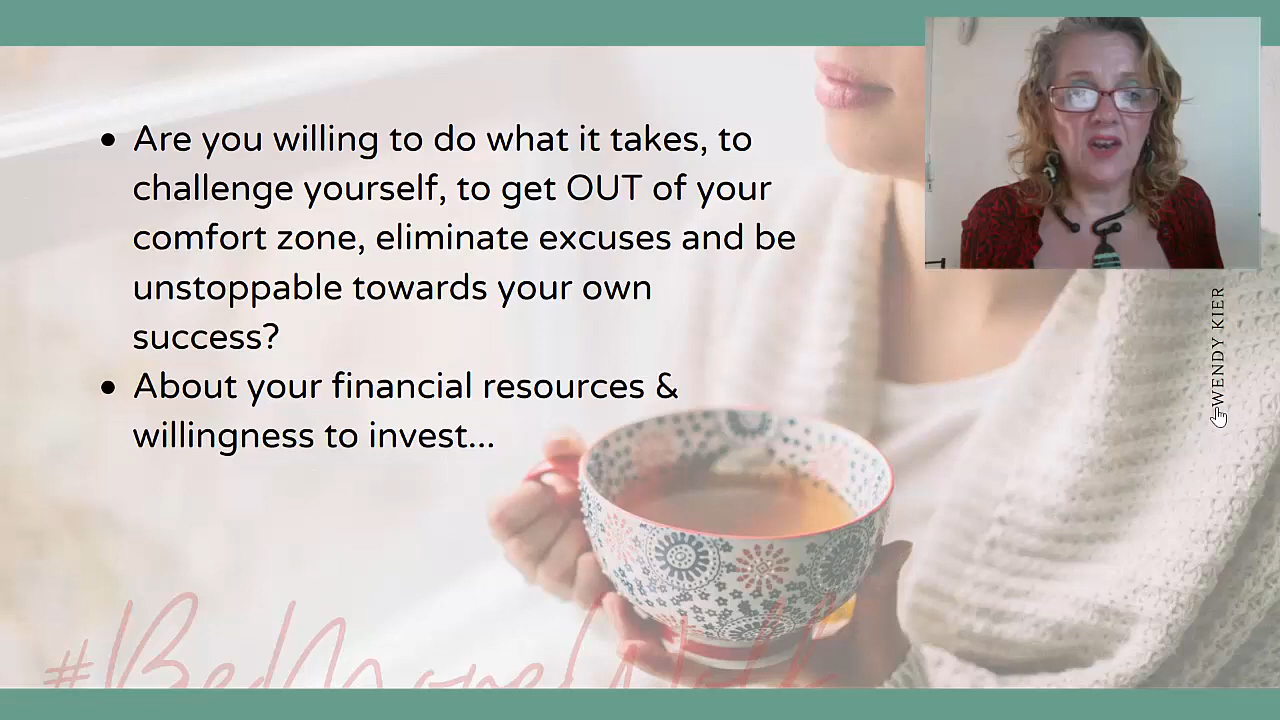 • Are you willing to do what it takes, to
challenge yourself, to get OUT of your
comfort zone, eliminate excuses and be
unstoppable towards your own
success?
• About your financial resources &
willingness to invest...
WENDY KIER